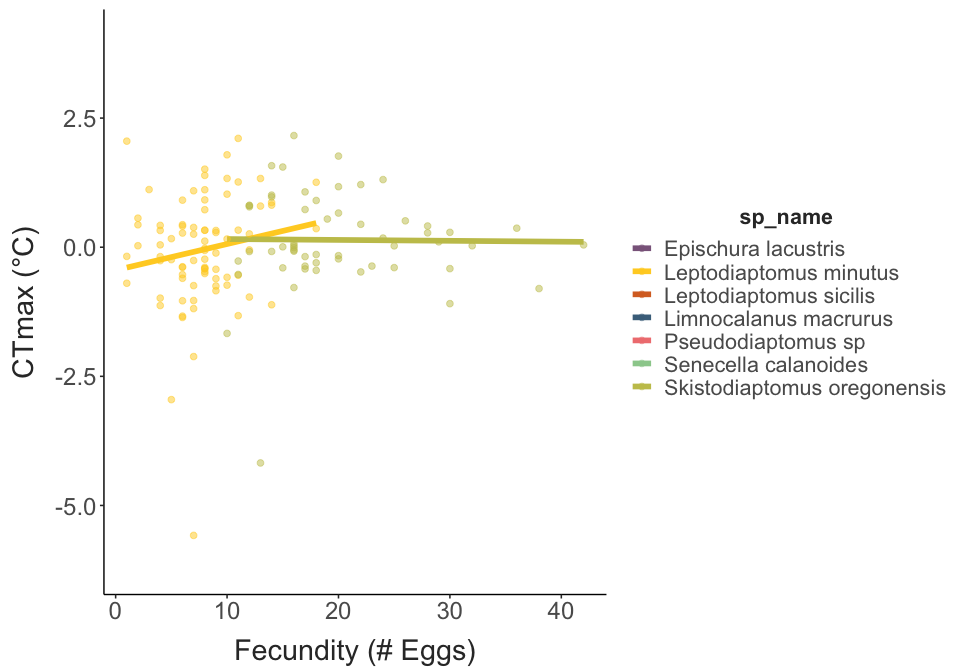 2.5
0.0
-2.5
-5.0
CTmax (°C)
0 10 20 30 40
Fecundity (# Eggs)
sp_name
Epischura lacustris
Leptodiaptomus minutus
Leptodiaptomus sicilis
Limnocalanus macrurus
Pseudodiaptomus sp
Senecella calanoides
Skistodiaptomus oregonensis